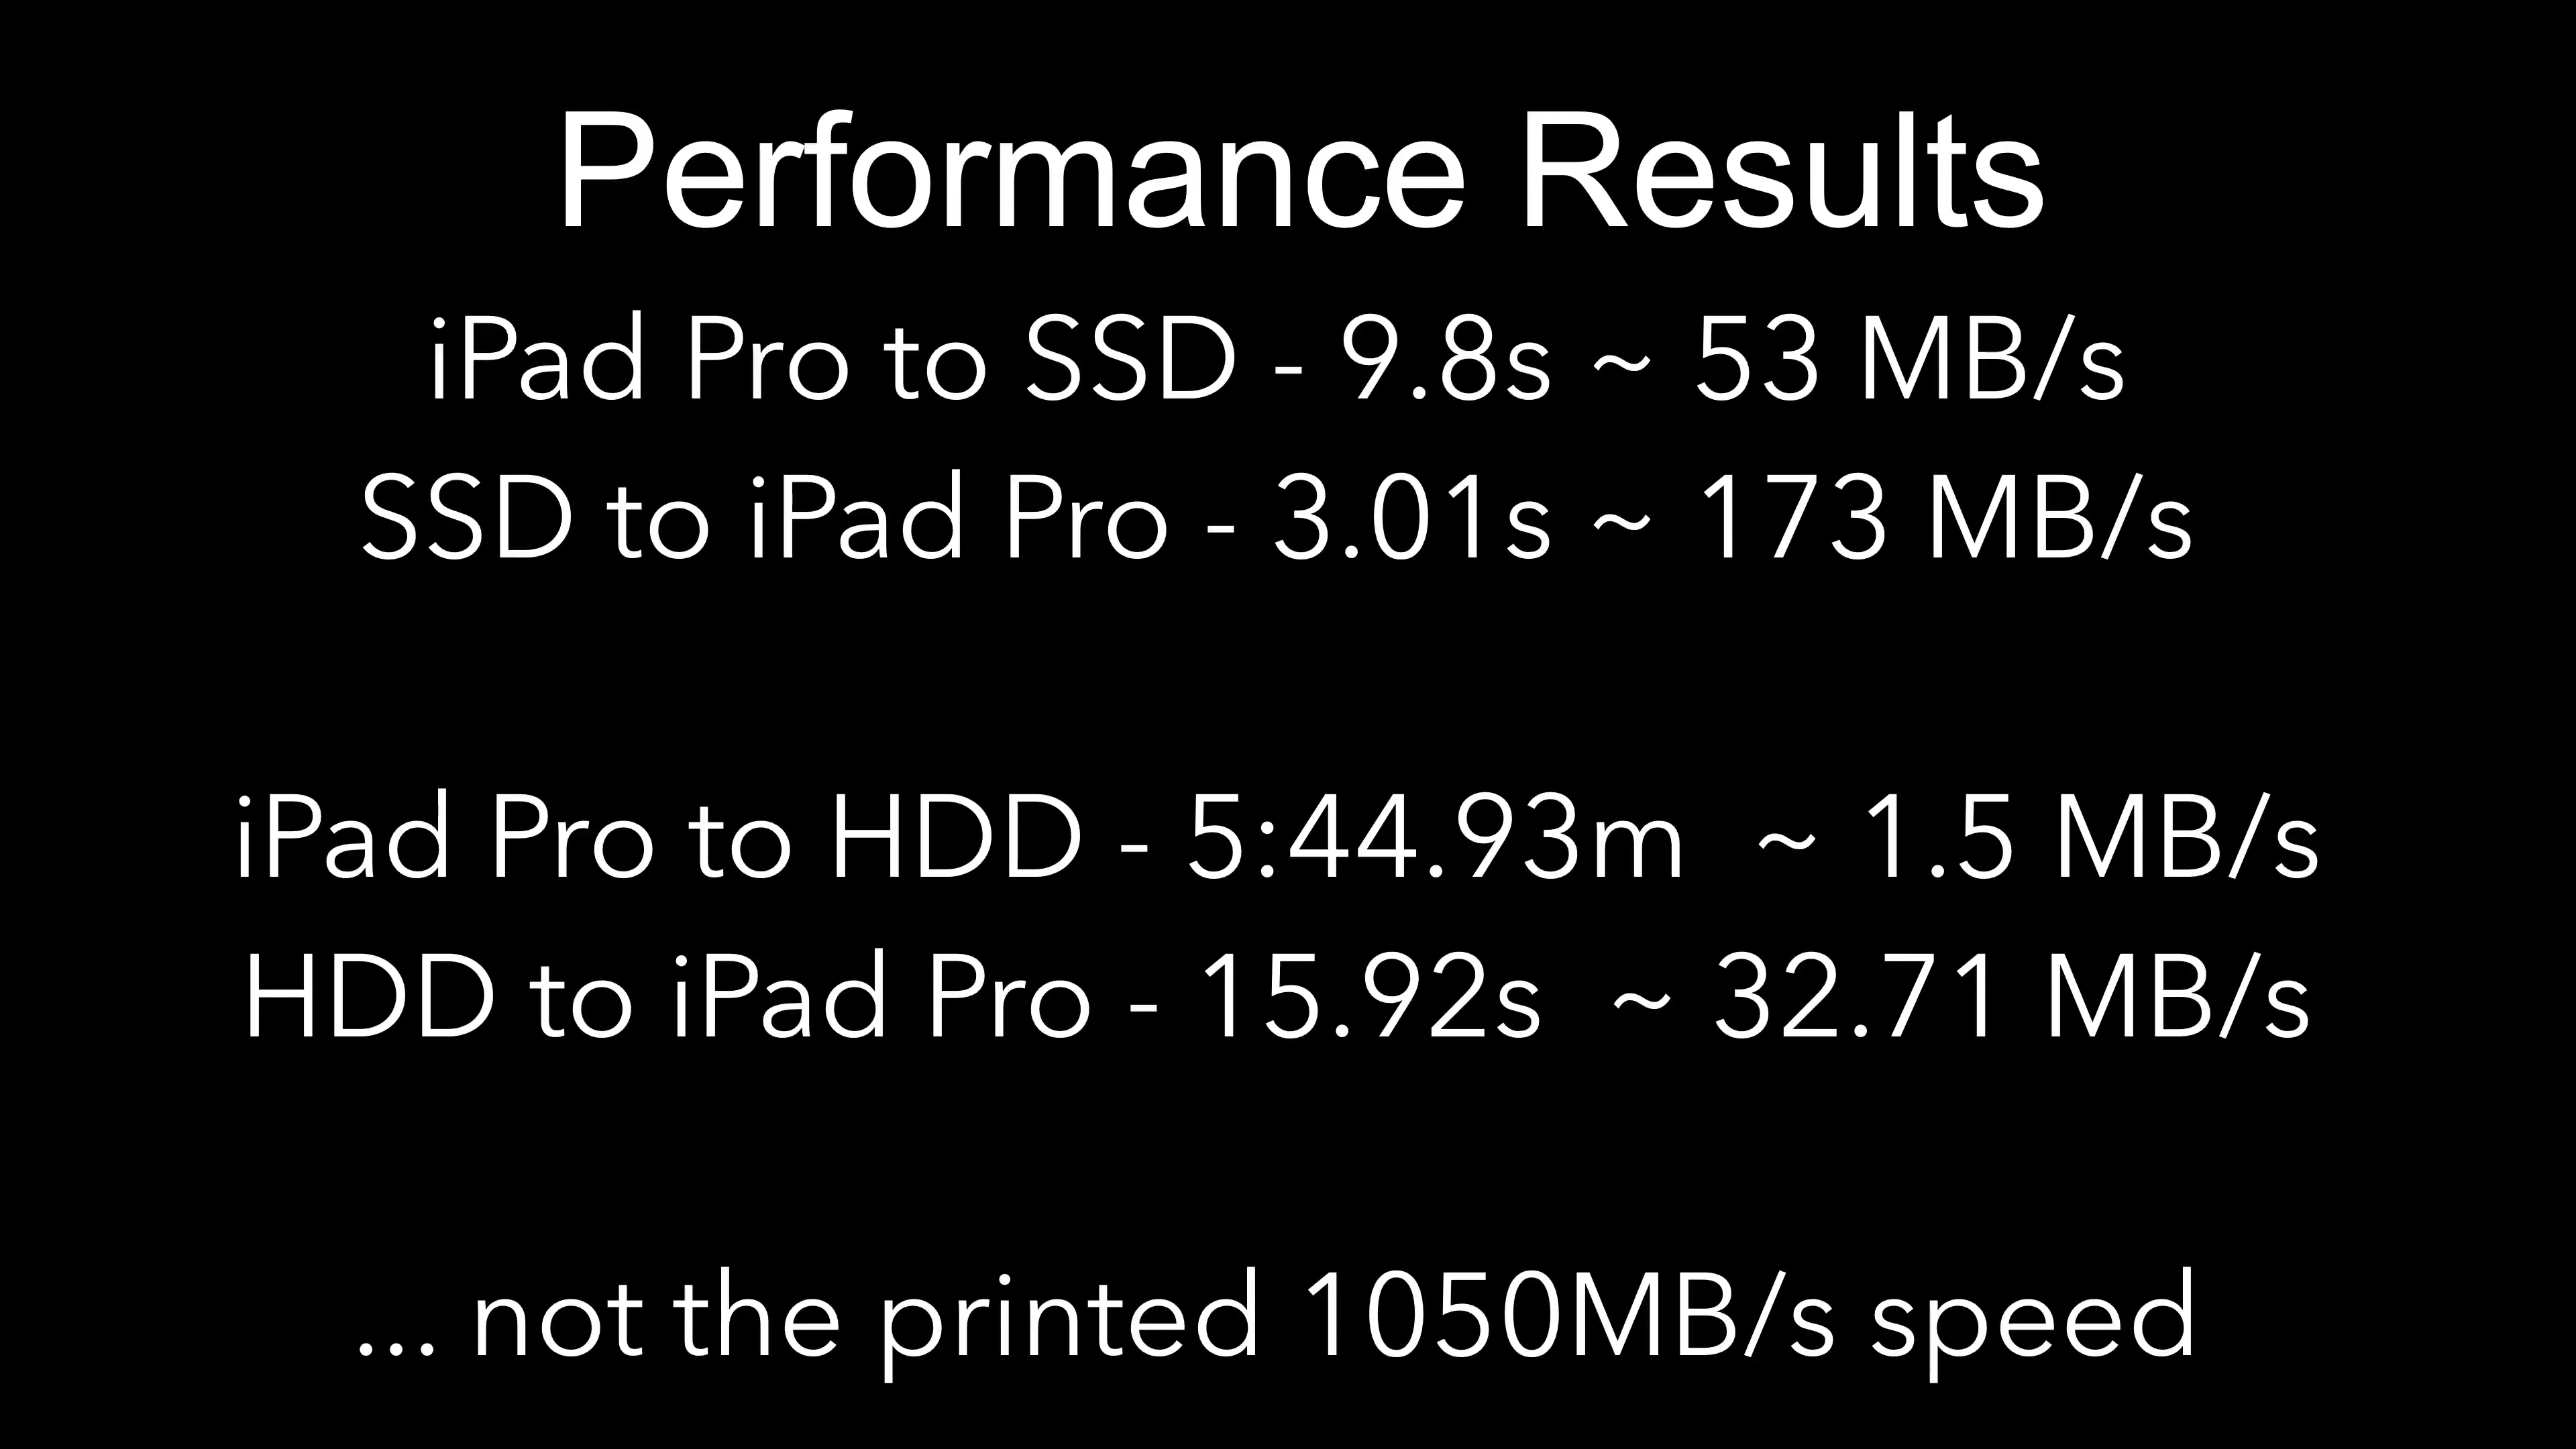 Performance Results
iPad Pro to SSD - 9.8s ~ 53 MB/s
SSD to iPad Pro - 3.01s ~ 173 MB/s
iPad Pro to HDD - 5:44.93m ~ 1.5 MB/s
HDD to iPad Pro - 15.92s ~ 32.71 MB/s
... not the printed 1050MB/s speed